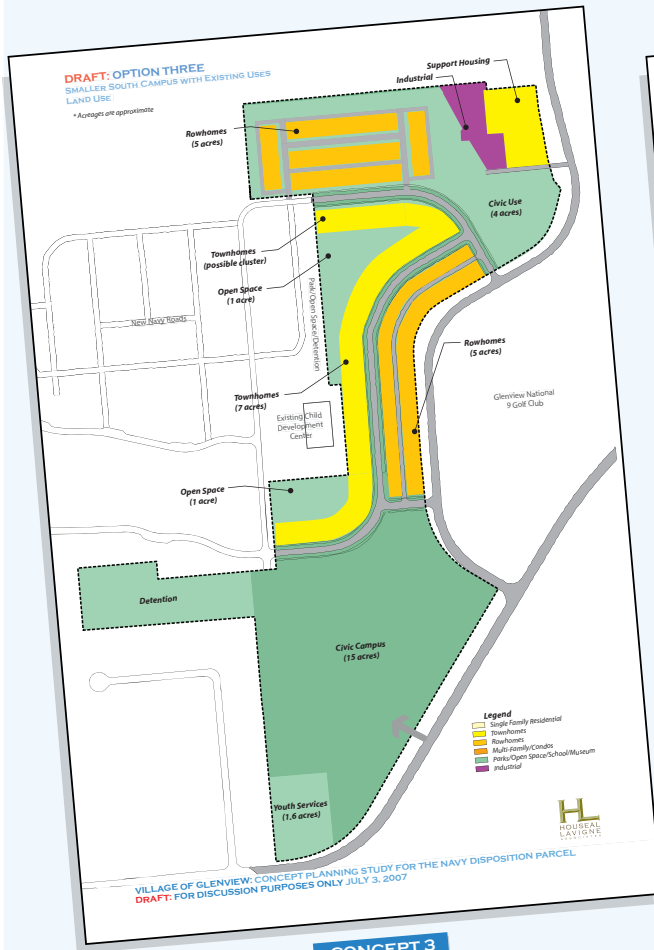 DRAFT: OPTION THREE
SMALLER SOUTH CAMPUS WITH EXISTING USES
LAND USE
* Acreages are approximate
Support Housing
Industrial
Rowhomes
(5 acres)
Civic Use
(4 acres)
Townhomes
(possible cluster)
Open Space
(1 acre)
Park/Open Space/Detention
New Navy Roads
Rowhomes
(5 acres)
Townhomes
(7 acres)
Glenview National
9 Golf Club
Existing Child
Development
Center
Open Space
(1 acre)
Detention
Civic Campus
(15 acres)
Legend
Single Family Residential
Townhomes
Rowhomes
Multi-Family/Condos
Parks/Open Space/School/Museum
Industrial
Youth Services
(1.6 acres)
HL
HOUSEAL
LAVIGNE
VILLAGE OF GLENVIEW: CONCEPT PLANNING STUDY FOR THE NAVY DISPOSITION PARCEL
DRAFT: FOR DISCUSSION PURPOSES ONLY JULY 3, 2007
CONCEPT 3